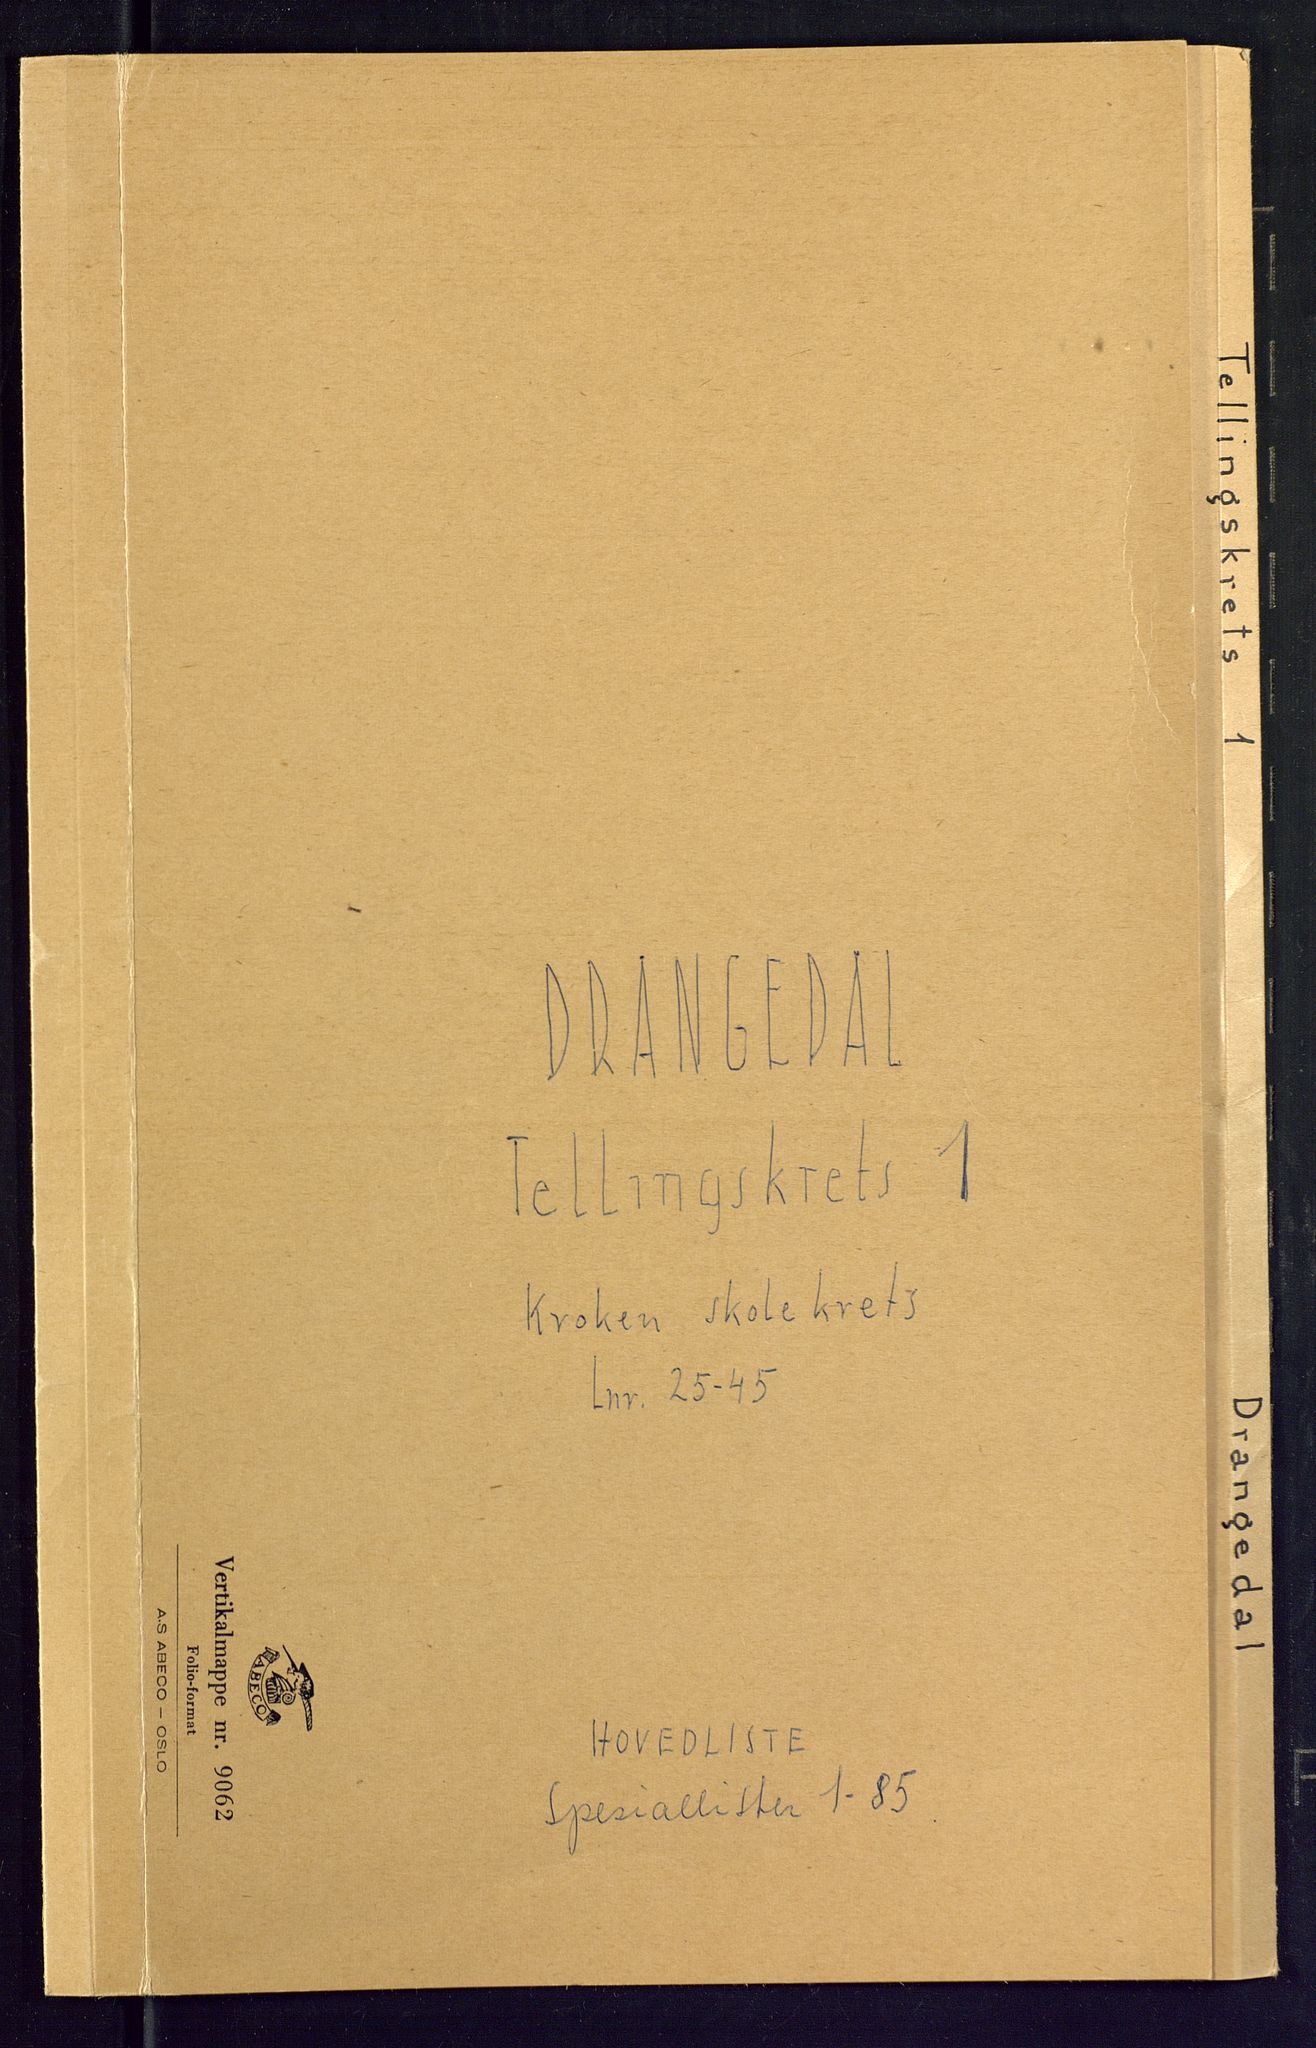 DRANGEDAL
Tellingskrets 1
Kroken skolekrets
Lnr. 25-45
HOVEDLISTE
Spesiallister 1-85
Tellingskrets 1
Drangedal
ABECO
Vertikalmappe nr. 9062
Folio-format
A.S ABECO – OSLO